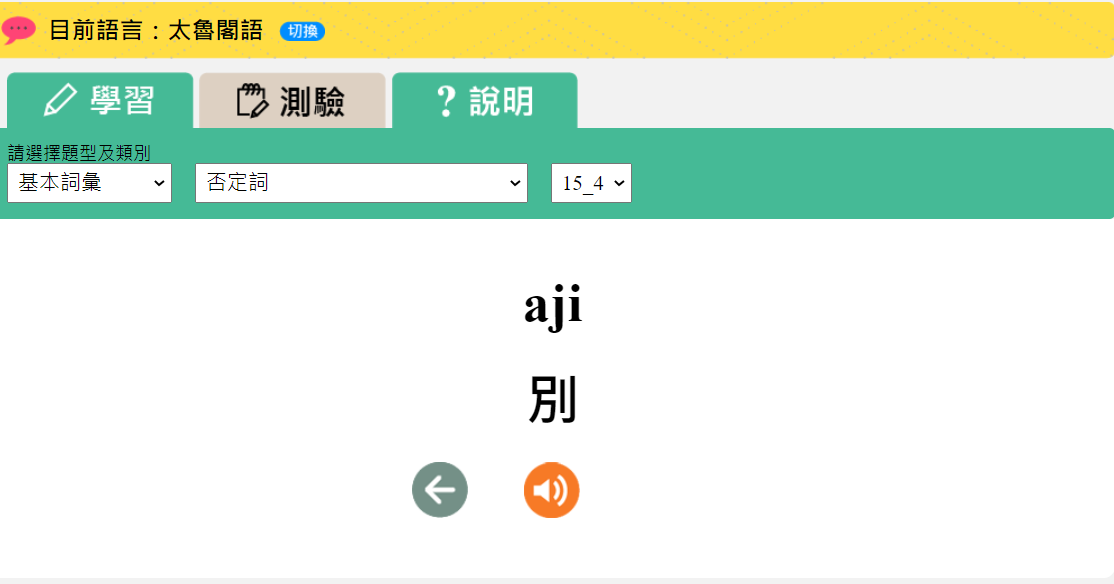 目前語言：太魯閣語 切換
學習 測驗 ? 說明
請選擇題型及類別
基本詞彙 否定詞 15_4
aji
別